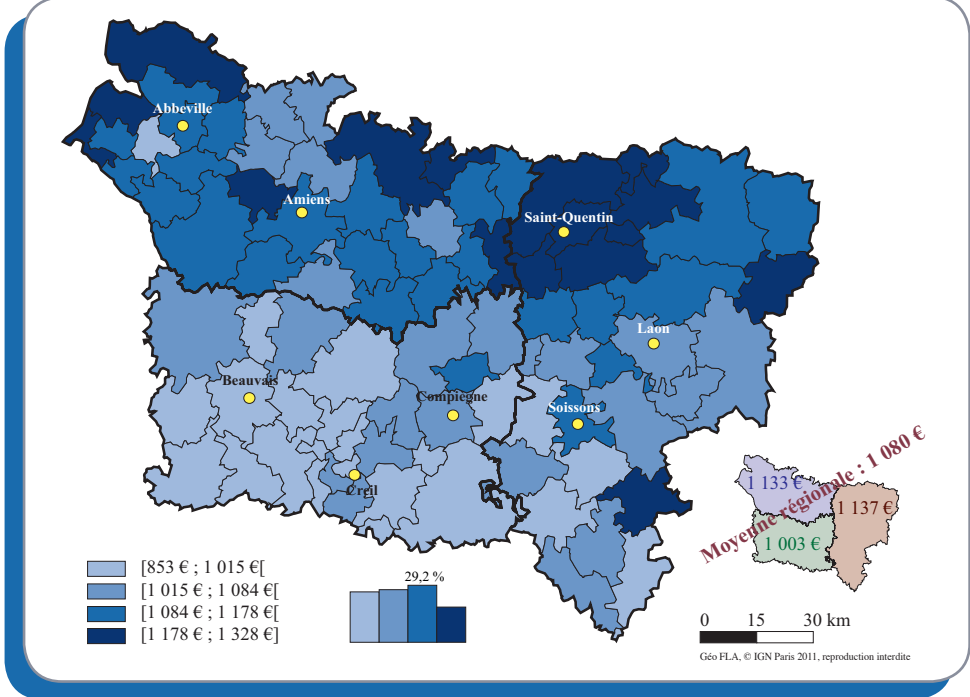 Abbeville
Amiens
Saint-Quentin
Laon
Beauvais
Compiègne
Soissons
Creil
Moyenne régionale : 1 080 €
1 133 €
1 137 €
1 003 €
[853 € ; 1 015 €[
[1 015 € ; 1 084 €[
[1 084 € ; 1 178 €[
[1 178 € ; 1 328 €]
29,2 %
0 15 30 km
Géo FLA, © IGN Paris 2011, reproduction interdite